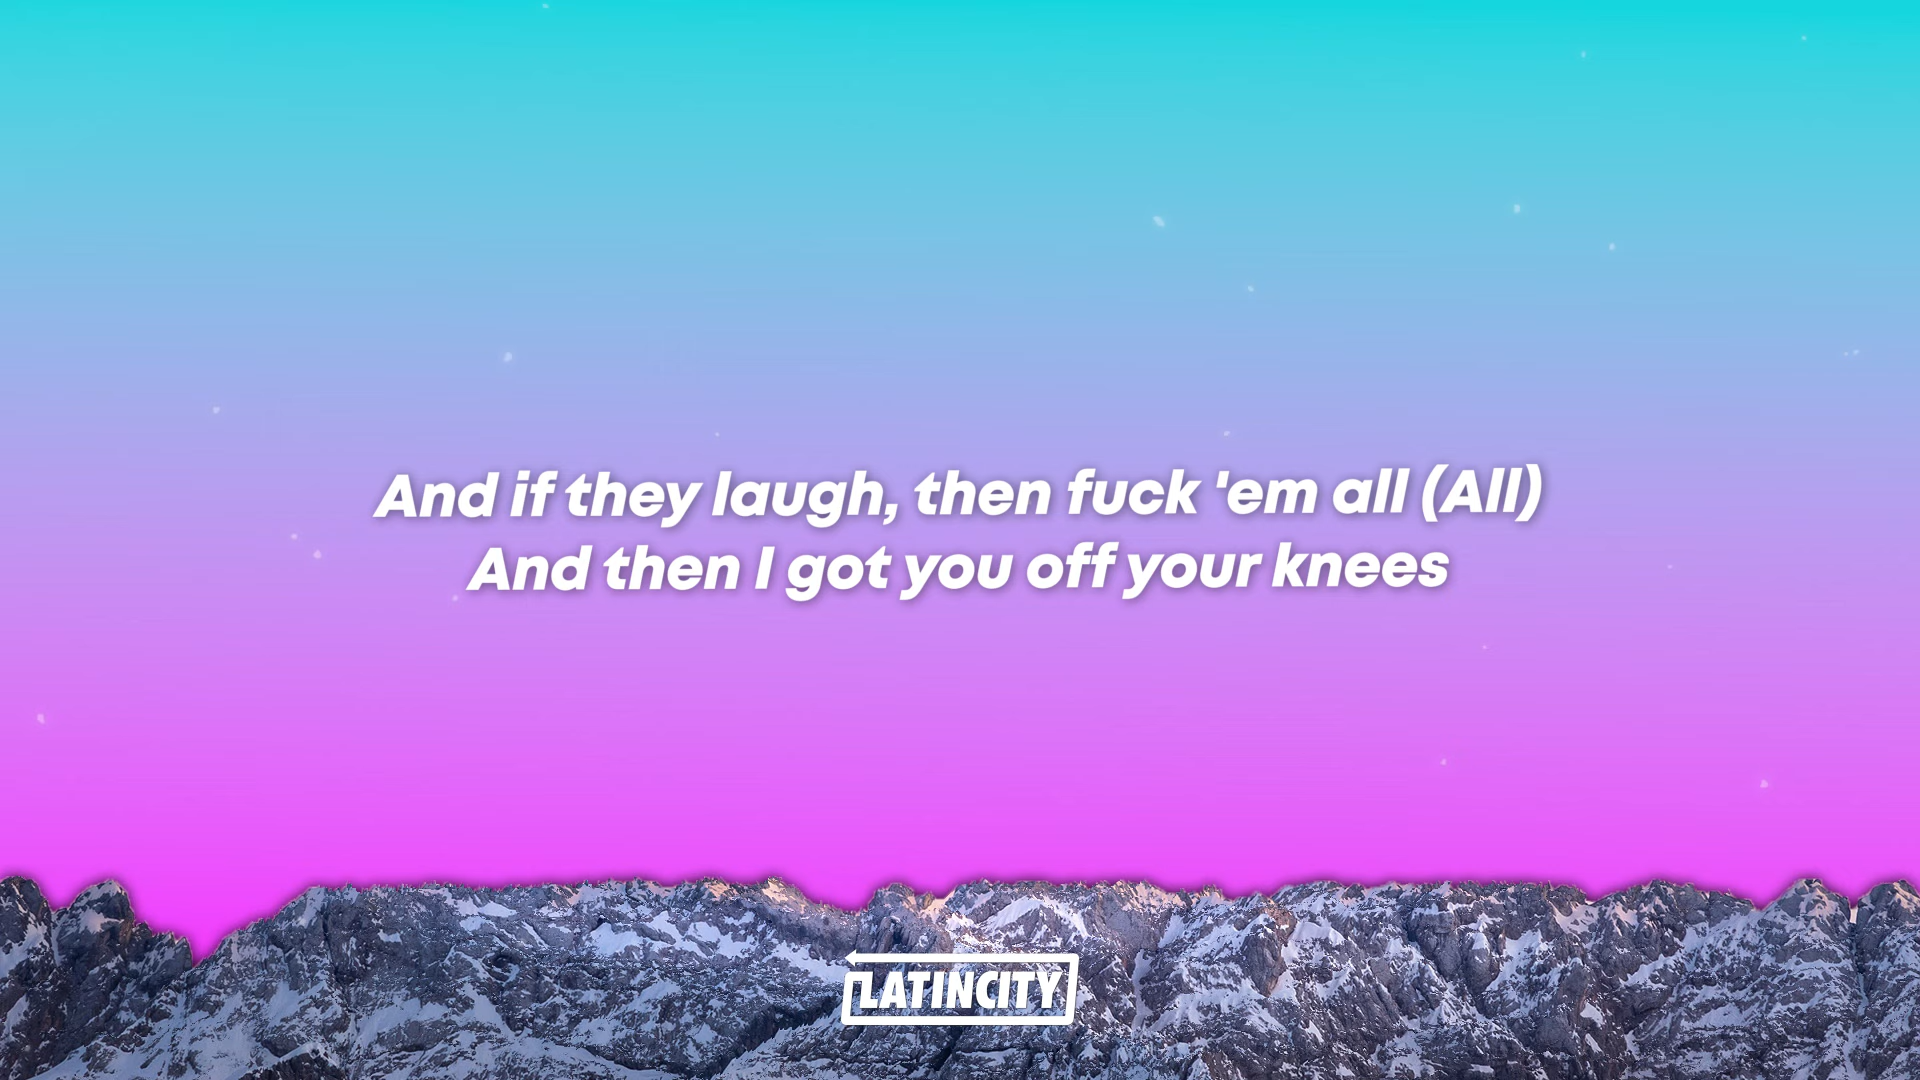 And if they laugh, then fuck 'em all (All)
And then I got you off your knees
LATINCITY